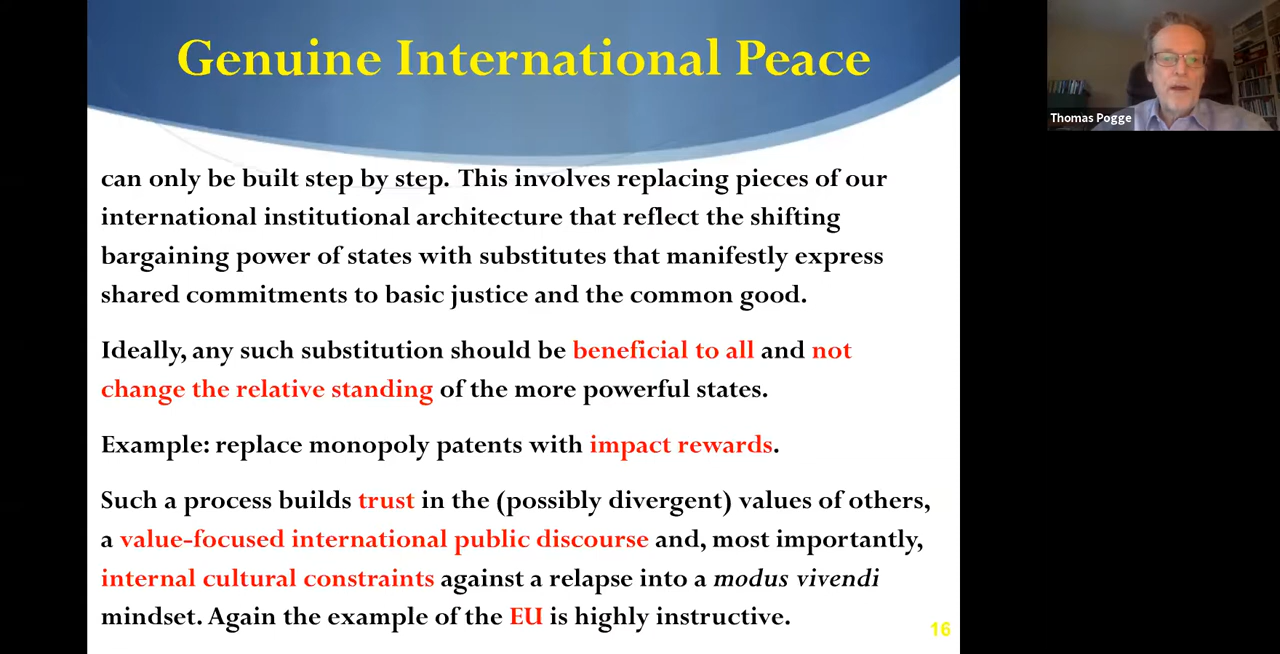 Genuine International Peace
Thomas Pogge
can only be built step by step. This involves replacing pieces of our
international institutional architecture that reflect the shifting
bargaining power of states with substitutes that manifestly express
shared commitments to basic justice and the common good.
Ideally, any such substitution should be beneficial to all and not
change the relative standing of the more powerful states.
Example: replace monopoly patents with impact rewards.
Such a process builds trust in the (possibly divergent) values of others,
a value-focused international public discourse and, most importantly,
internal cultural constraints against a relapse into a modus vivendi
mindset. Again the example of the EU is highly instructive.
16